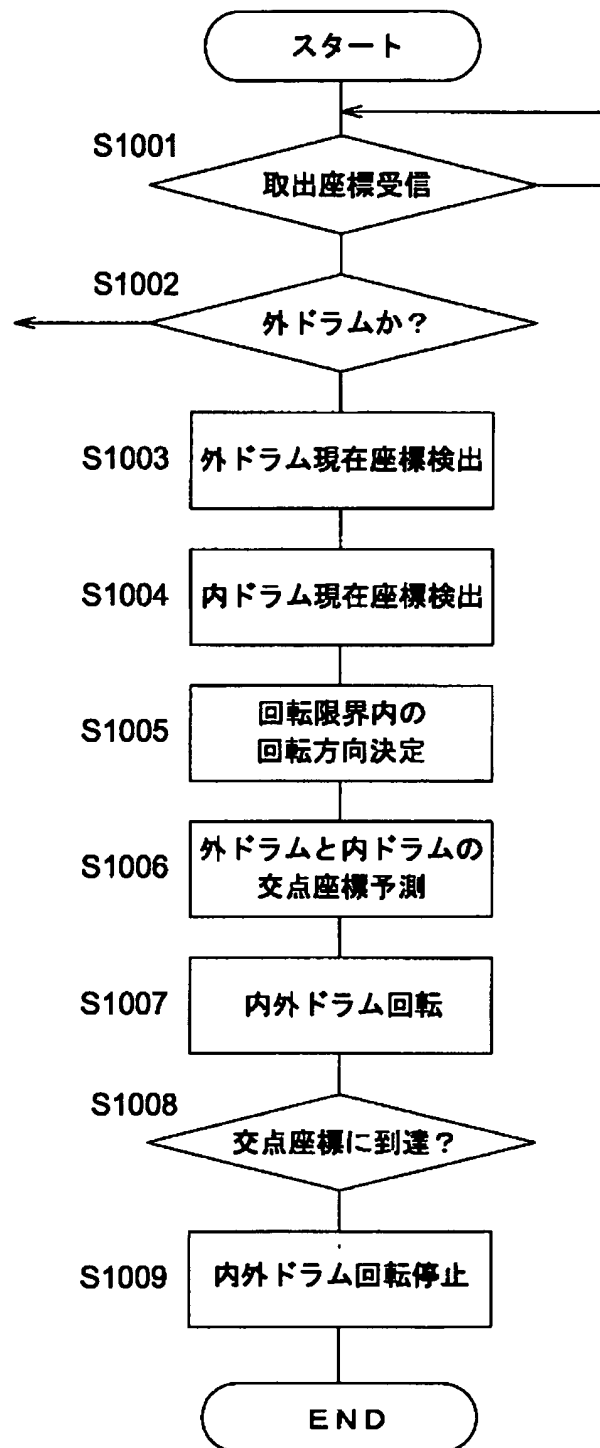 スタート
S1001
取出座標受信
S1002
外ドラムか？
S1003
外ドラム現在座標検出
S1004
内ドラム現在座標検出
S1005
回転限界内の
回転方向決定
S1006
外ドラムと内ドラムの
交点座標予測
S1007
内外ドラム回転
S1008
交点座標に到達？
S1009
内外ドラム回転停止
END